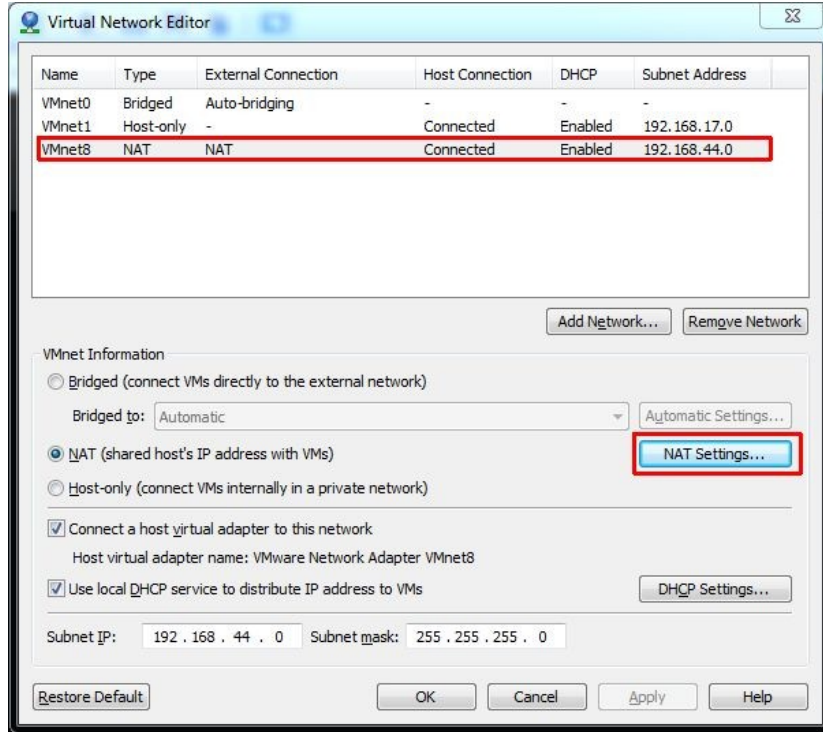 Virtual Network Editor
Name Type External Connection Host Connection DHCP Subnet Address
VMnet0 Bridged Auto-bridging - - -
VMnet1 Host-only - Connected Enabled 192.168.17.0
VMnet8 NAT NAT Connected Enabled 192.168.44.0
Add Network... Remove Network
VMnet Information
Bridged (connect VMs directly to the external network)
Bridged to: Automatic Automatic Settings...
NAT (shared host's IP address with VMs) NAT Settings...
Host-only (connect VMs internally in a private network)
Connect a host virtual adapter to this network
Host virtual adapter name: VMware Network Adapter VMnet8
Use local DHCP service to distribute IP address to VMs DHCP Settings...
Subnet IP: 192 . 168 . 44 . 0 Subnet mask: 255 . 255 . 255 . 0
Restore Default OK Cancel Apply Help